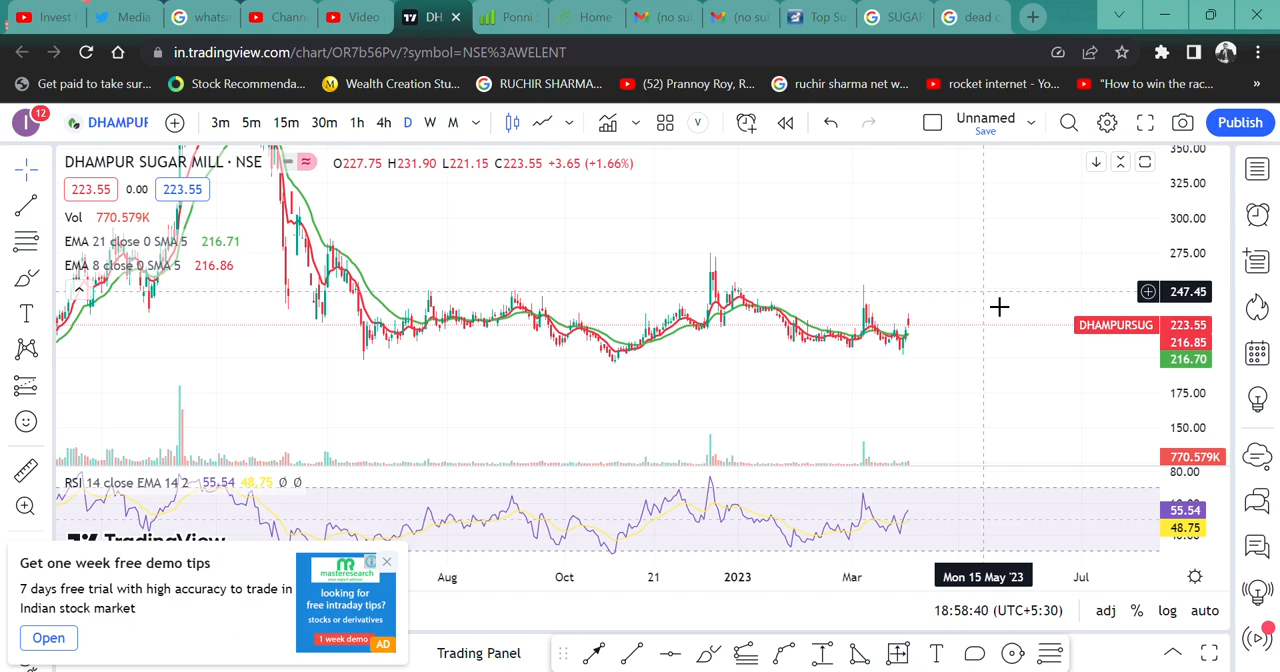 Invest
Media
whatsa
Chann
Video
DH
Ponni
Home
(no sul
(no sub
Top Su
SUGAR
dead c
in.tradingview.com/chart/OR7b56Pv/?symbol=NSE%3AWELENT
Get paid to take sur...
Stock Recommenda...
Wealth Creation Stu...
RUCHIR SHARMA...
(52) Prannoy Roy, R...
ruchir sharma net w...
rocket internet - Yo...
"How to win the rac...
»
I 12
DHAMPUR
3m 5m 15m 30m 1h 4h D W M
V
Unnamed
Save
Publish
DHAMPUR SUGAR MILL · NSE
O227.75 H231.90 L221.15 C223.55 +3.65 (+1.66%)
223.55 0.00 223.55
Vol 770.579K
EMA 21 close 0 SMA 5 216.71
EMA 8 close 0 SMA 5 216.86
350.00
325.00
300.00
275.00
247.45
DHAMPURSUG 223.55
216.85
216.70
175.00
150.00
770.579K
RSI 14 close EMA 14 2 55.54 48.75 Ø Ø
80.00
55.54
48.75
TradingView
Aug Oct 21 2023 Mar Mon 15 May '23 Jul
18:58:40 (UTC+5:30) adj % log auto
Get one week free demo tips
7 days free trial with high accuracy to trade in
Indian stock market
Open
masteresearch
looking for
free intraday tips?
stocks or derivatives
1 week demo
AD
Trading Panel
T